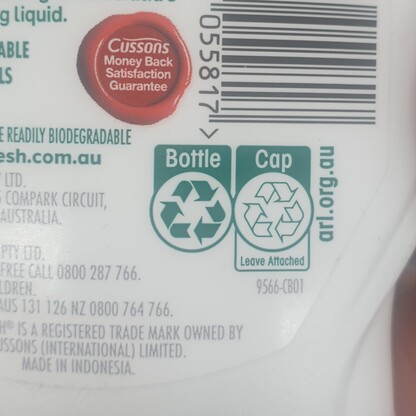 g liquid.
ABLE
LS
Cussons
Money Back
Satisfaction
Guarantee
055817 >
E READILY BIODEGRADABLE
esh.com.au
Bottle
Cap
Leave Attached
arl.org.au
9566-CB01
LTD.
COMPARK CIRCUIT,
AUSTRALIA.
PTY LTD.
FREE CALL 0800 287 766.
LDREN.
AUS 131 126 NZ 0800 764 766.
H® IS A REGISTERED TRADE MARK OWNED BY
USSONS (INTERNATIONAL) LIMITED.
MADE IN INDONESIA.